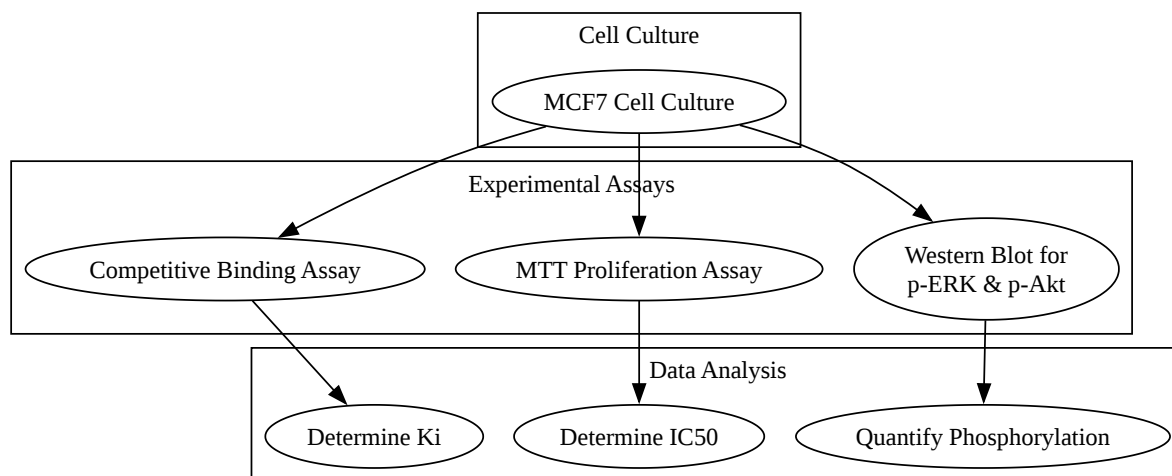 Cell Culture
MCF7 Cell Culture
Experimental Assays
Competitive Binding Assay
MTT Proliferation Assay
Western Blot for
p-ERK & p-Akt
Data Analysis
Determine Ki
Determine IC50
Quantify Phosphorylation